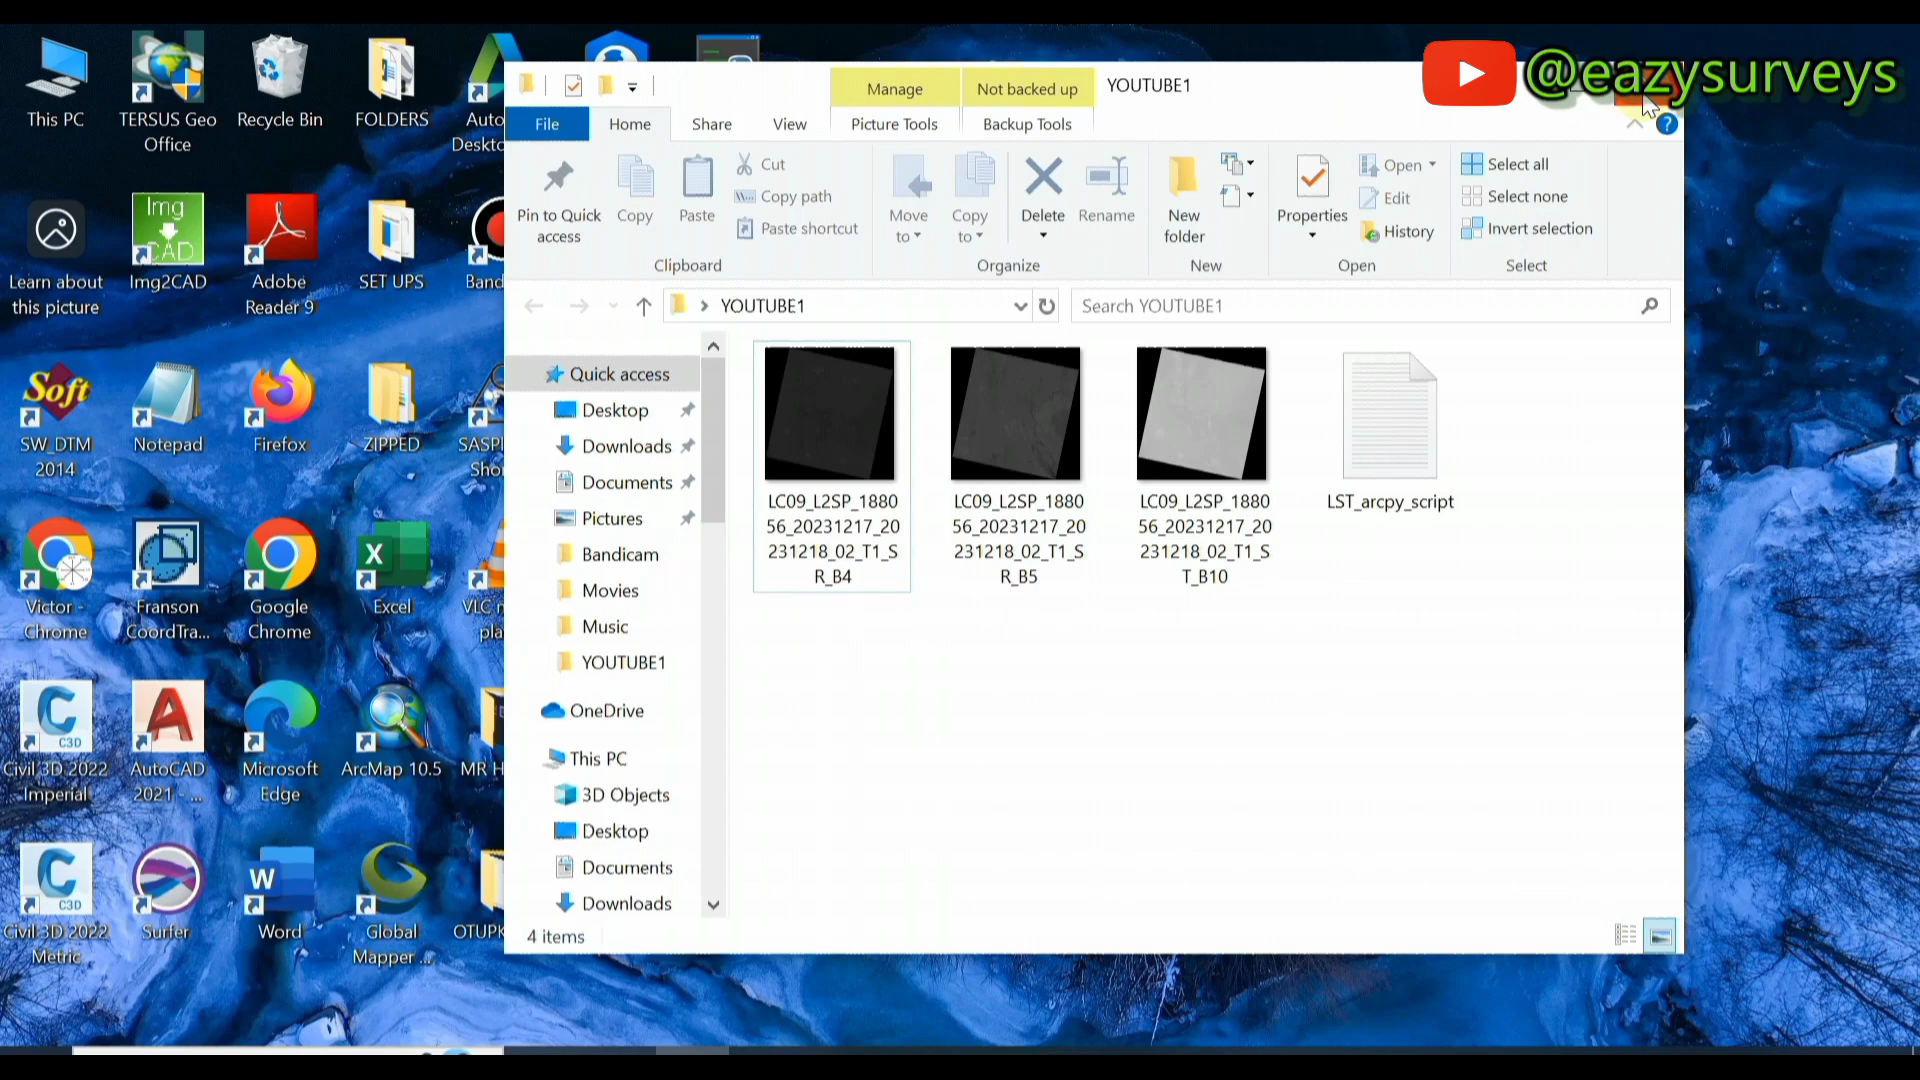 @eazysurveys
This PC
TERSUS Geo
Office
Recycle Bin
FOLDERS
Learn about
this picture
Img
CAD
Img2CAD
Adobe
Reader 9
SET UPS
Soft
SW_DTM
2014
Notepad
Firefox
ZIPPED
Victor -
Chrome
Franson
CoordTra...
Google
Chrome
Excel
C3D
Civil 3D 2022
Imperial
AutoCAD
2021 - ...
Microsoft
Edge
ArcMap 10.5
C3D
Civil 3D 2022
Metric
Surfer
Word
Global
Mapper ...
Manage
Not backed up
YOUTUBE1
File
Home
Share
View
Picture Tools
Backup Tools
Pin to Quick
access
Copy
Paste
Cut
Copy path
Paste shortcut
Clipboard
Move
to
Copy
to
Delete
Rename
Organize
New
folder
New
Properties
Open
Edit
History
Open
Select all
Select none
Invert selection
Select
YOUTUBE1
Search YOUTUBE1
Quick access
Desktop
Downloads
Documents
Pictures
Bandicam
Movies
Music
YOUTUBE1
OneDrive
This PC
3D Objects
Desktop
Documents
Downloads
LC09_L2SP_1880
56_20231217_20
231218_02_T1_S
R_B4
LC09_L2SP_1880
56_20231217_20
231218_02_T1_S
R_B5
LC09_L2SP_1880
56_20231217_20
231218_02_T1_S
T_B10
LST_arcpy_script
4 items